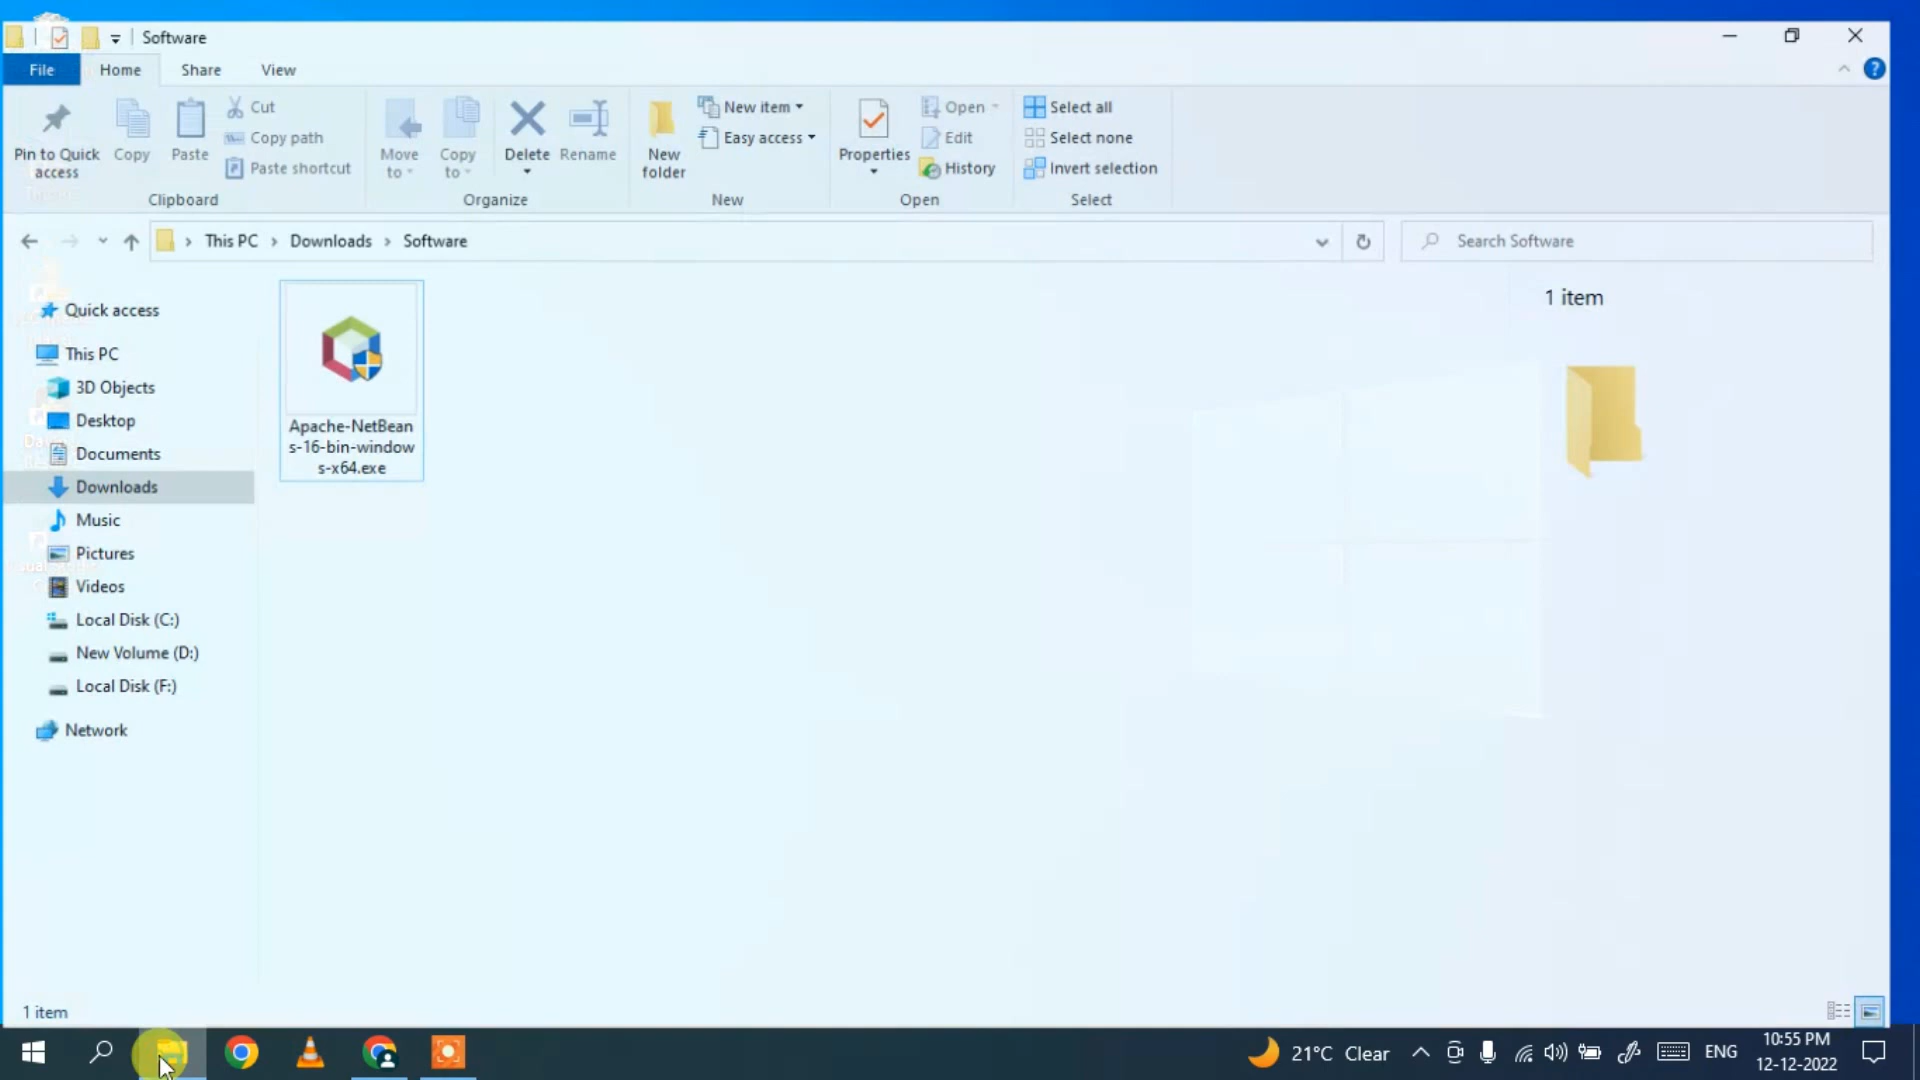 Software
File Home Share View
Pin to Quick access
Copy
Paste
Cut
Copy path
Paste shortcut
Clipboard
Move to
Copy to
Delete
Rename
Organize
New folder
New item
Easy access
New
Properties
Open
Edit
History
Open
Select all
Select none
Invert selection
Select
This PC > Downloads > Software
Search Software
Quick access
This PC
3D Objects
Desktop
Documents
Downloads
Music
Pictures
Videos
Local Disk (C:)
New Volume (D:)
Local Disk (F:)
Network
Apache-NetBean
s-16-bin-window
s-x64.exe
1 item
1 item
21°C Clear
ENG
10:55 PM
12-12-2022